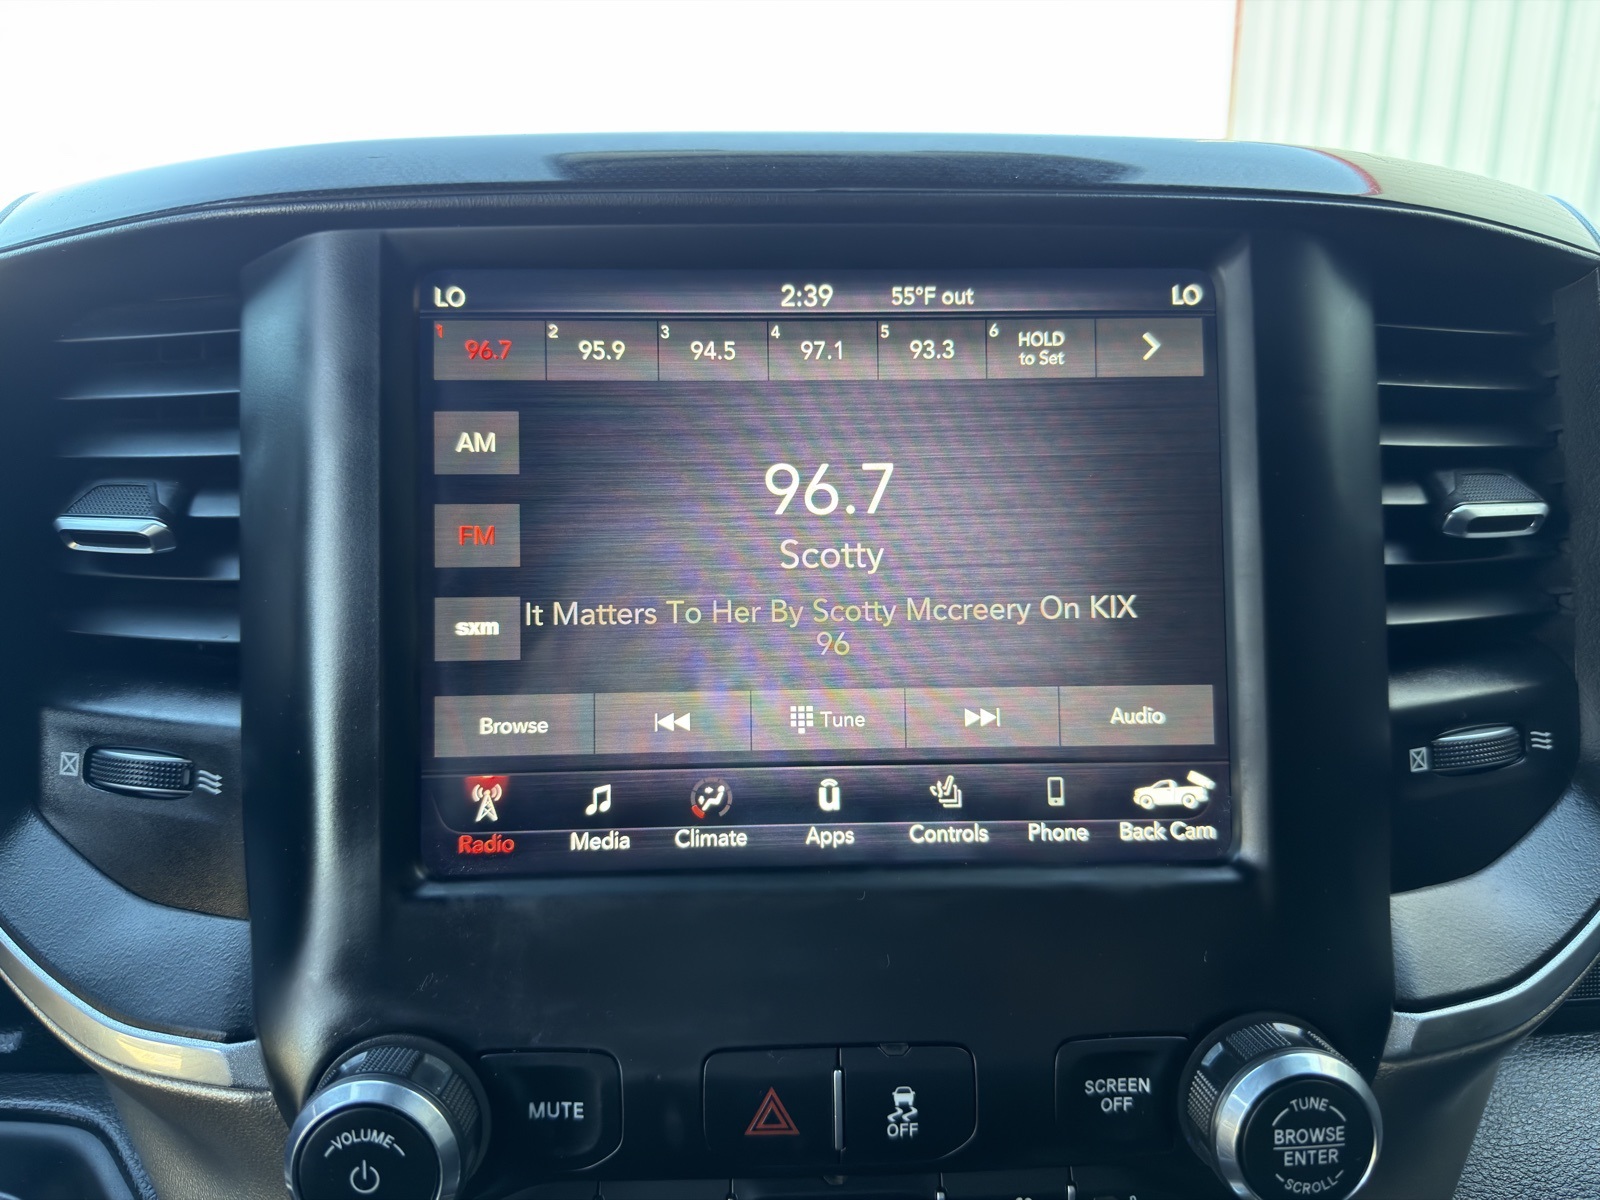 LO 2:39 55°F out LO
1 96.7 2 95.9 3 94.5 4 97.1 5 93.3 6 HOLD
to Set
AM
96.7
FM
Scotty
sxm
It Matters To Her By Scotty Mccreery On KIX
96
Browse Tune Audio
Radio Media Climate Apps Controls Phone Back Cam
MUTE
OFF
SCREEN
OFF
VOLUME
TUNE
BROWSE
ENTER
SCROLL